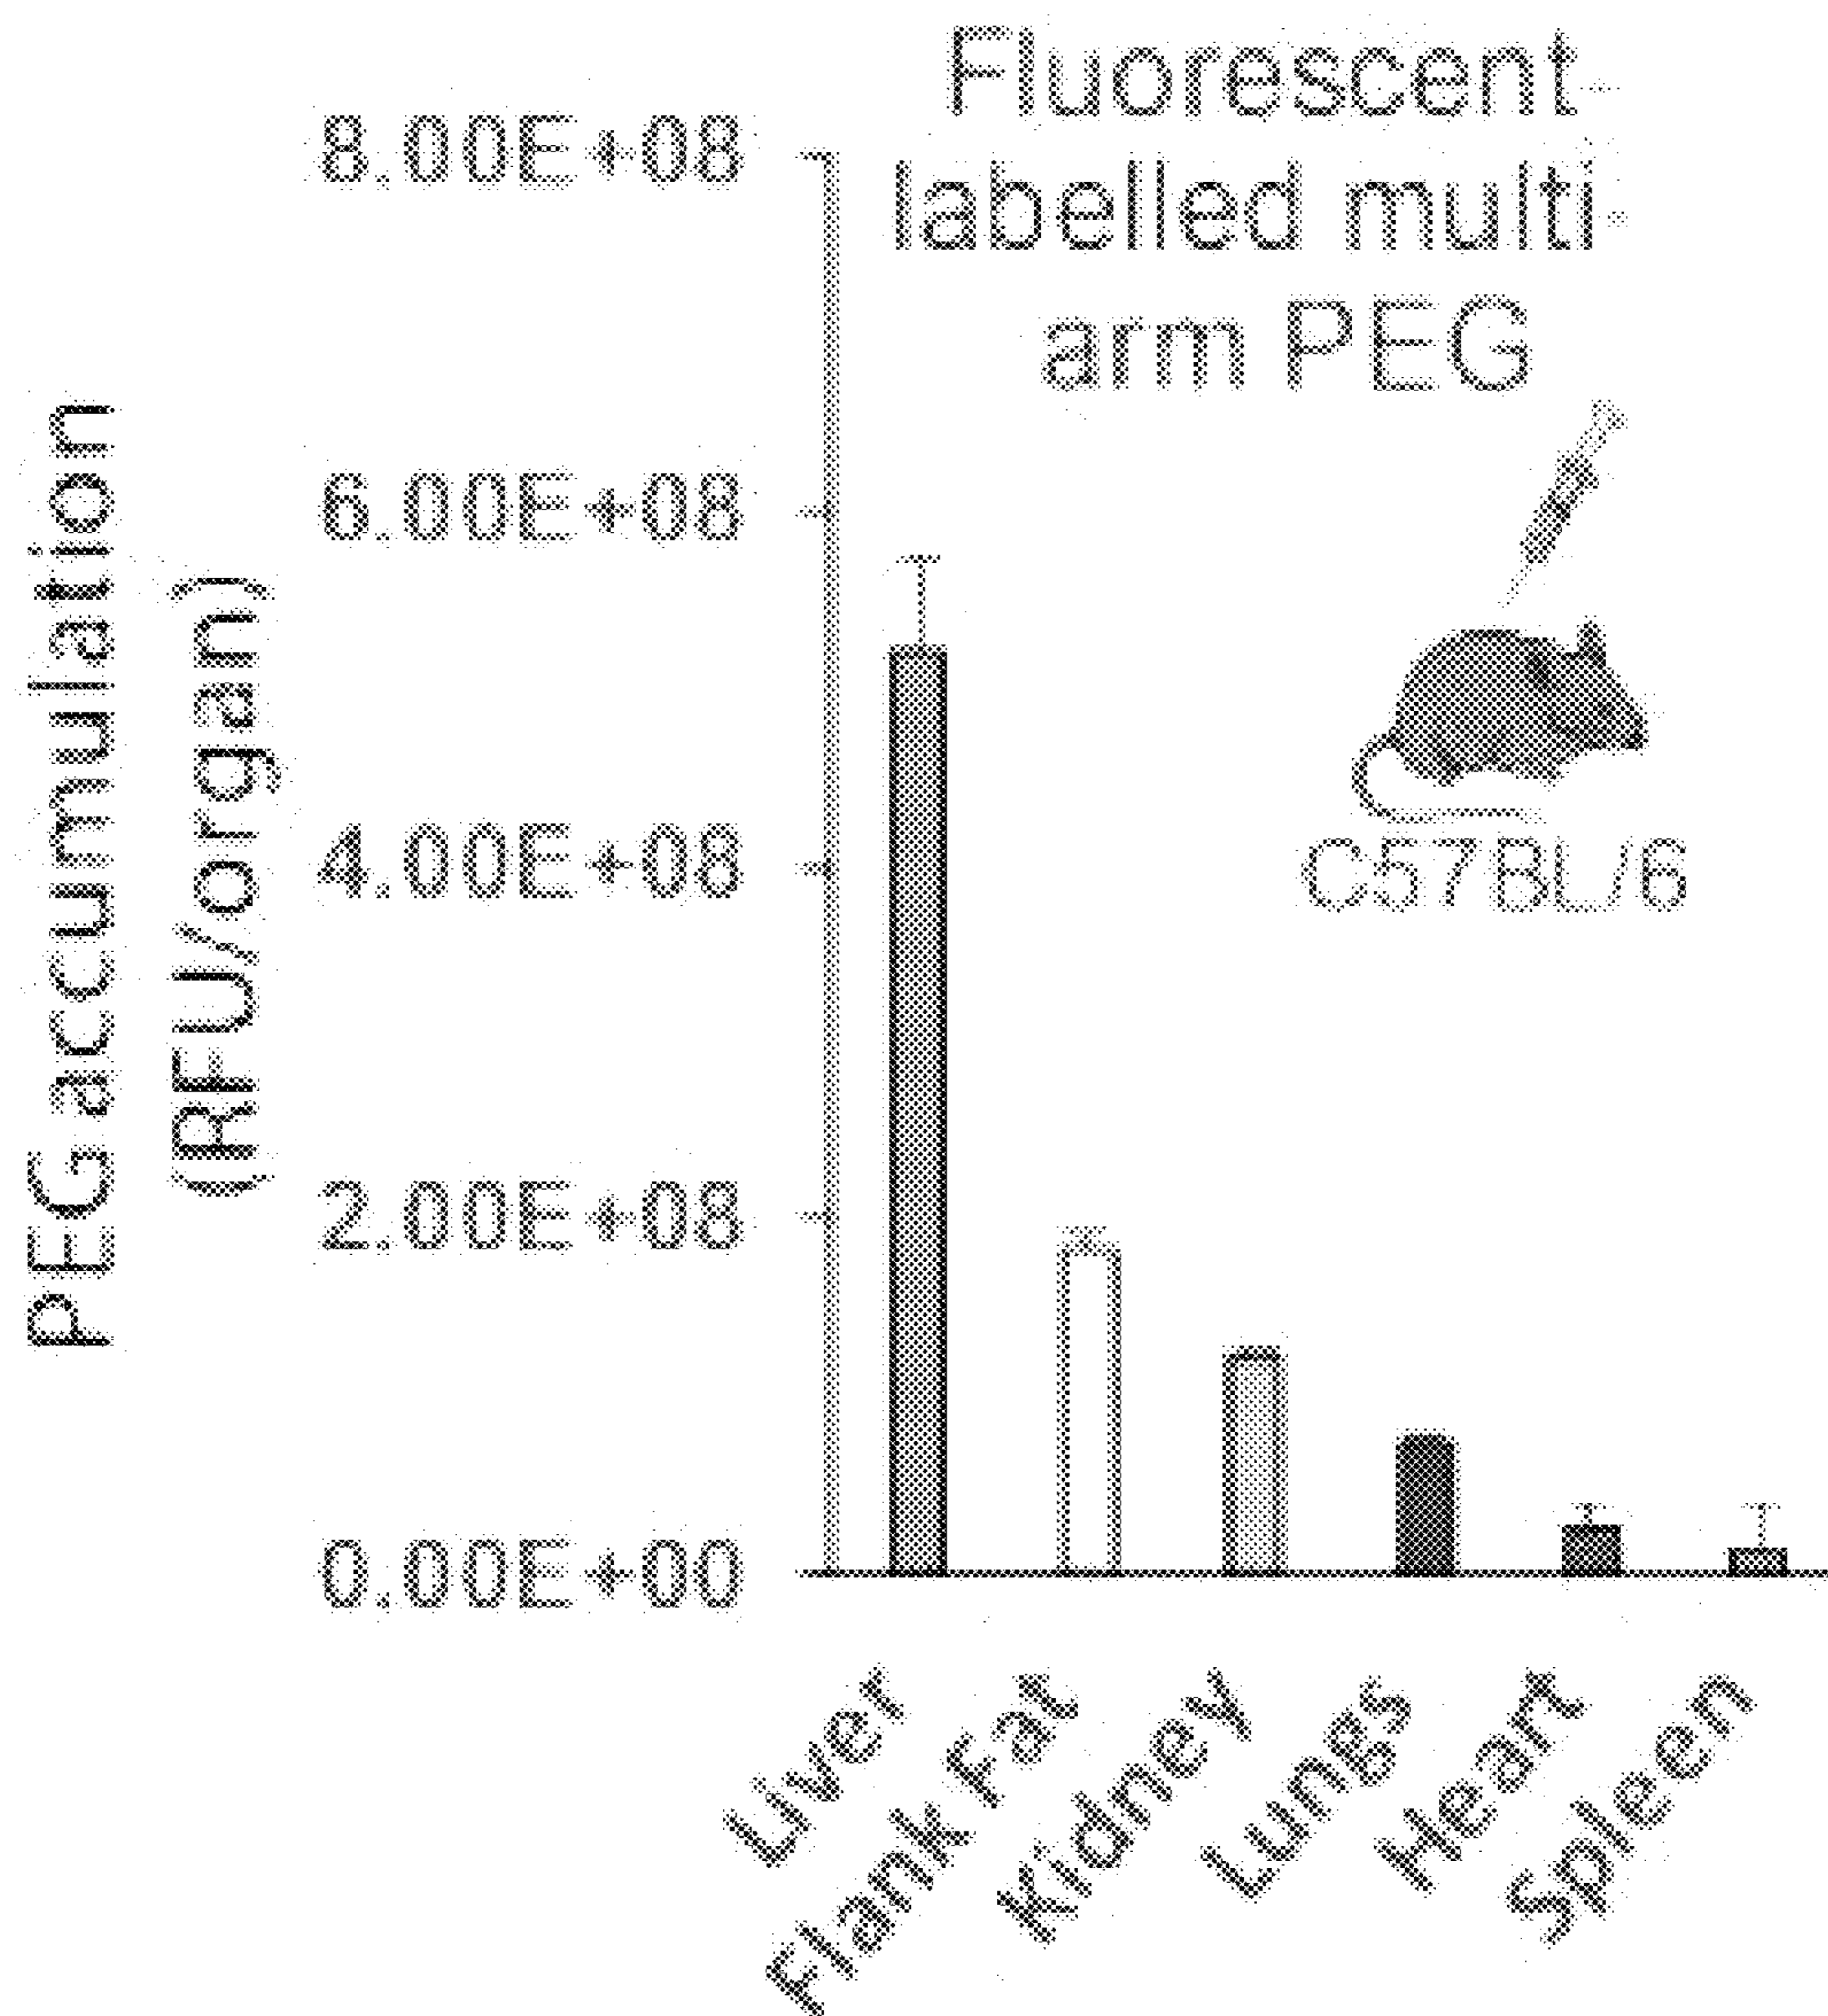 Fluorescent-
labelled multi-
arm PEG
PEG accumulation
(RFU/organ)
8.00E+08
6.00E+08
4.00E+08
2.00E+08
0.00E+00
C57BL/6
Liver
Flank Fat
Kidney
Lungs
Heart
Spleen